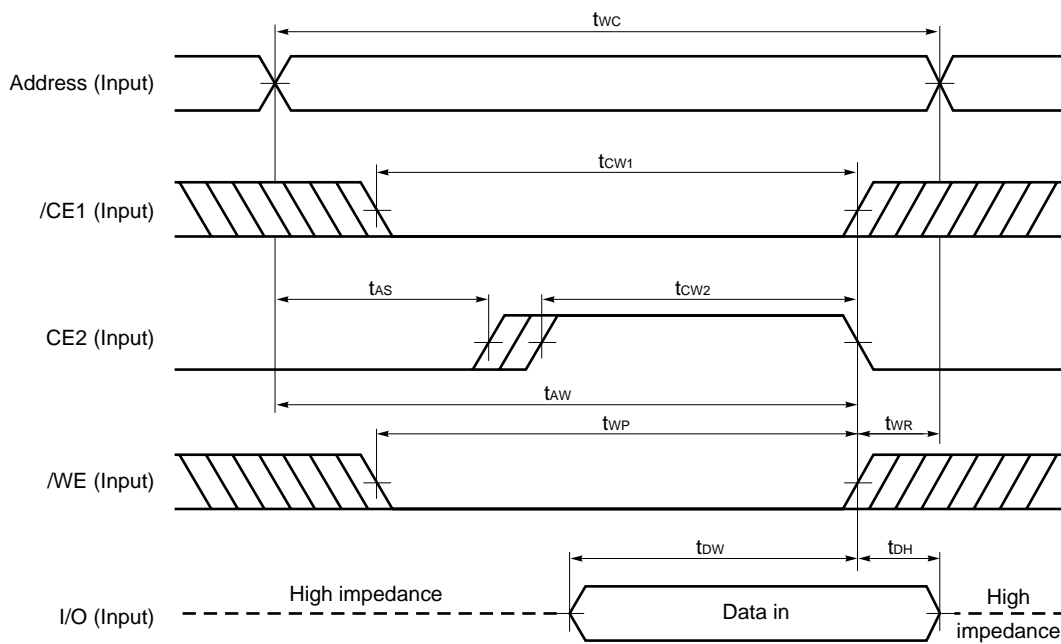 tWC
Address (Input)
tCW1
/CE1 (Input)
tAS
tCW2
CE2 (Input)
tAW
tWP
tWR
/WE (Input)
tDW
tDH
I/O (Input)
High impedance
Data in
High
impedance